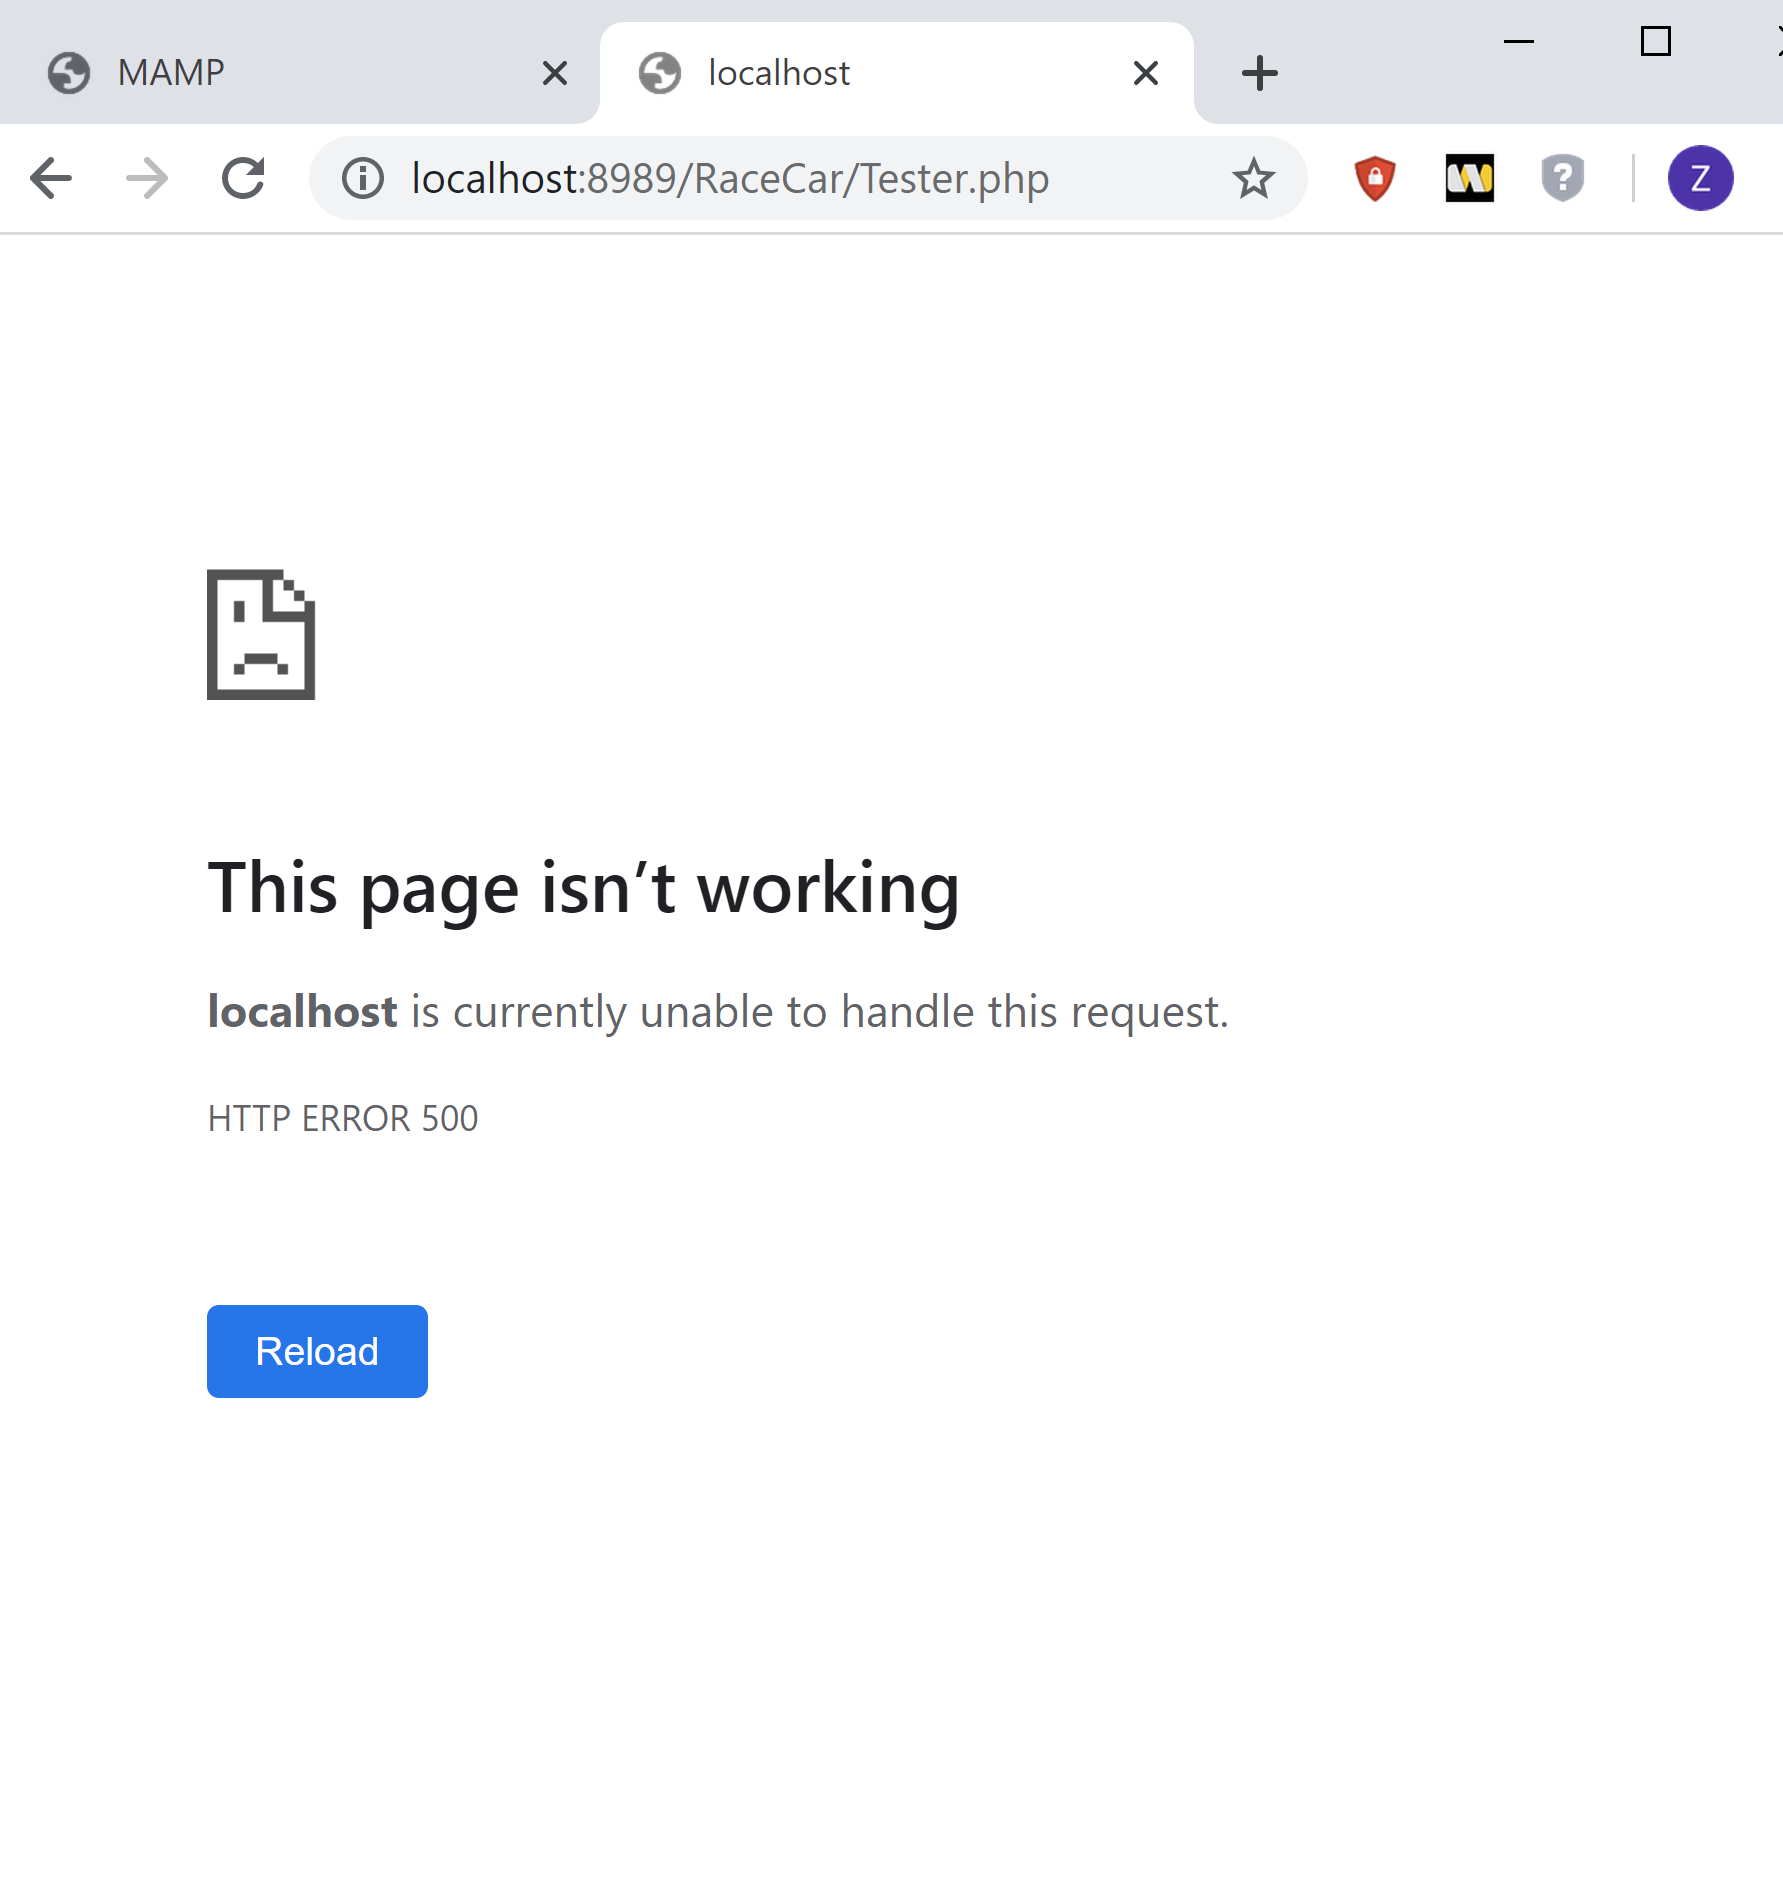 MAMP
localhost
localhost:8989/RaceCar/Tester.php
W
?
Z
This page isn’t working
localhost is currently unable to handle this request.
HTTP ERROR 500
Reload